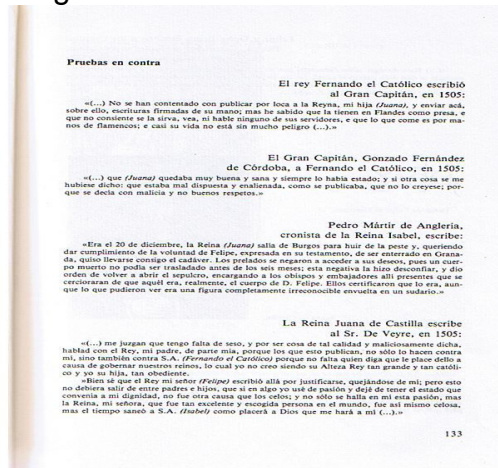 Pruebas en contra
El rey Fernando el Católico escribió
al Gran Capitán, en 1505:
«(...) No se han contentado con publicar por loca a la Reyna, mi hija (Juana), y enviar acá,
sobre ello, escrituras firmadas de su mano; mas he sabido que la tienen en Flandes como presa, e
que no consiente se la sirva, vea, ni hable ninguno de sus servidores, e que lo que come es por ma-
nos de flamencos; e casi su vida no está sin mucho peligro (...).»
El Gran Capitán, Gonzado Fernández
de Córdoba, a Fernando el Católico, en 1505:
«(...) que (Juana) quedaba muy buena y sana y siempre lo había estado; y si otra cosa se me
hubiese dicho: que estaba mal dispuesta y enalienada, como se publicaba, que no lo creyese; por-
que se decía con malicia y no buenos respetos.»
Pedro Mártir de Angleria,
cronista de la Reina Isabel, escribe:
«Era el 20 de diciembre, la Reina (Juana) salía de Burgos para huir de la peste y, queriendo
dar cumplimiento de la voluntad de Felipe, expresada en su testamento, de ser enterrado en Grana-
da, quiso llevarse consigo el cadáver. Los prelados se negaron a acceder a sus deseos, pues un cuer-
po muerto no podía ser trasladado antes de los seis meses; esta negativa la hizo desconfiar, y dio
orden de volver a abrir el sepulcro, encargando a los obispos y embajadores allí presentes que se
cercioraran de que aquél era, realmente, el cuerpo de D. Felipe. Ellos certificaron que lo era, aun-
que lo que pudieron ver era una figura completamente irreconocible envuelta en un sudario.»
La Reina Juana de Castilla escribe
al Sr. De Veyre, en 1505:
«(...) me juzgan que tengo falta de seso, y por ser cosa de tal calidad y maliciosamente dicha,
hablad con el Rey, mi padre, de parte mía, porque los que esto publican, no sólo lo hacen contra
mí, sino también contra S.A. (Fernando el Católico) porque no falta quien diga que le place dello a
causa de gobernar nuestros reinos, lo cual yo no creo siendo su Alteza Rey tan grande y tan católi-
co y yo su hija, tan obediente.
«Bien sé que el Rey mi señor (Felipe) escribió allá por justificarse, quejándose de mí; pero esto
no debiera salir de entre padres e hijos, que si en algo yo usé de pasión y dejé de tener el estado que
convenía a mi dignidad, no fue otra causa que los celos; y no sólo se halla en mí esta pasión, mas
la Reina, mi señora, que fue tan excelente y escogida persona en el mundo, fue así mismo celosa,
mas el tiempo saneó a S.A. (Isabel) como placerá a Dios que me hará a mí (...).»
133